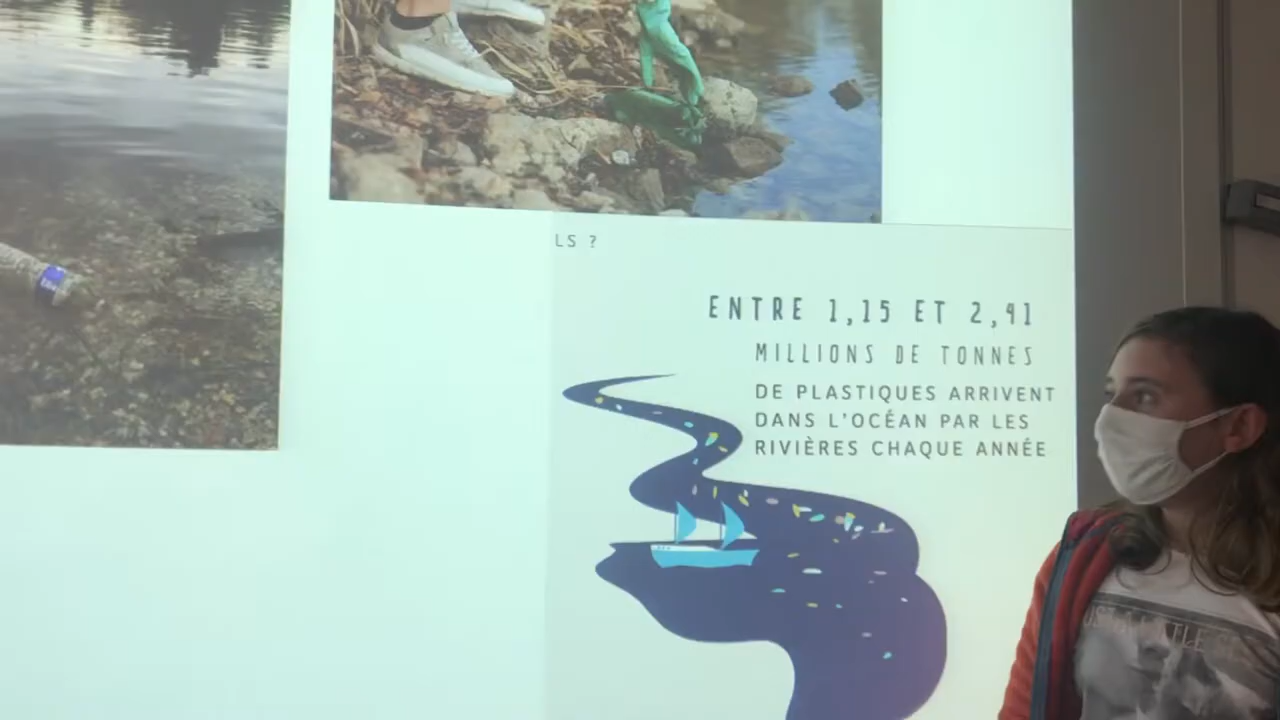 LS ?
ENTRE 1,15 ET 2,41
MILLIONS DE TONNES
DE PLASTIQUES ARRIVENT
DANS L'OCÉAN PAR LES
RIVIÈRES CHAQUE ANNÉE